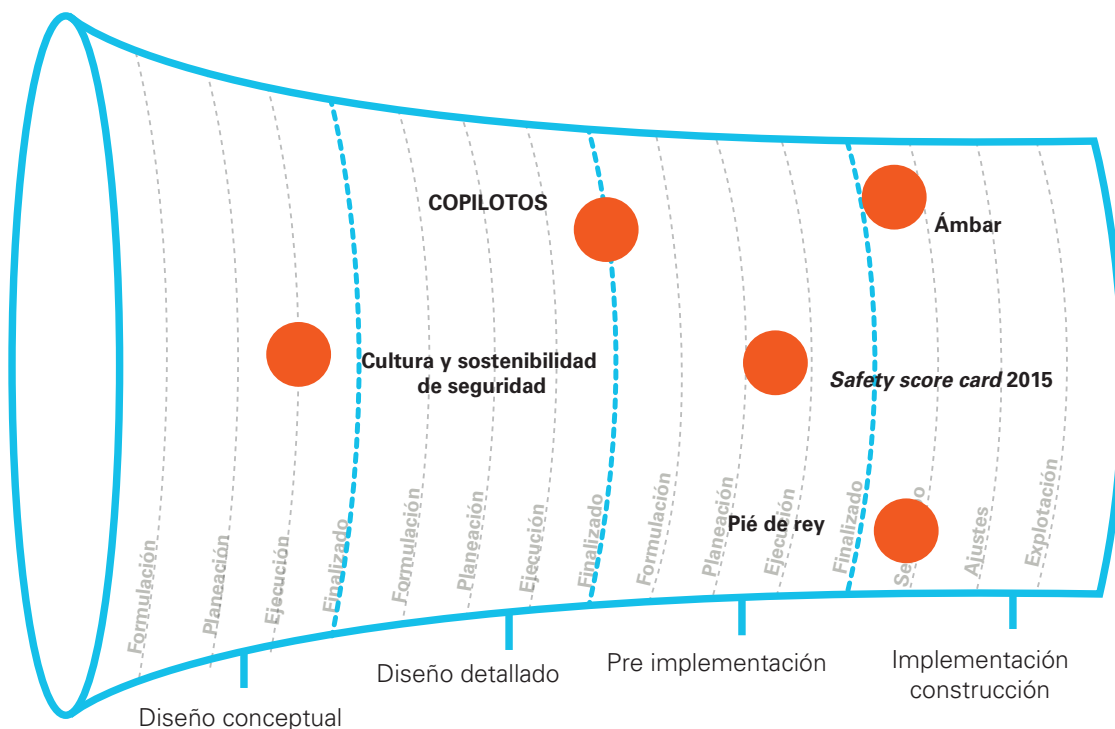 COPILOTOS
Ámbar
Cultura y sostenibilidad
de seguridad
Safety score card 2015
Pié de rey
Formulación
Planeación
Ejecución
Finalizado
Formulación
Planeación
Ejecución
Finalizado
Formulación
Planeación
Ejecución
Finalizado
Ajustes
Explotación
Diseño conceptual
Diseño detallado
Pre implementación
Implementación
construcción